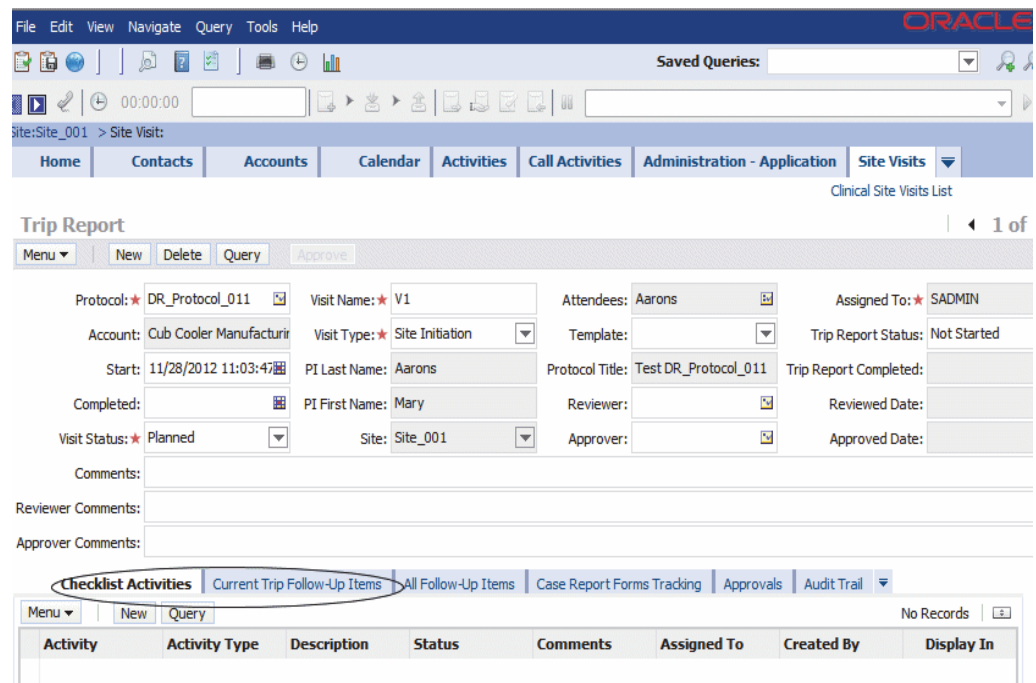 File Edit View Navigate Query Tools Help ORACLE
Saved Queries:
00:00:00
Site:Site_001 > Site Visit:
Home Contacts Accounts Calendar Activities Call Activities Administration - Application Site Visits
Clinical Site Visits List
Trip Report 1 of
Menu New Delete Query Approve
Protocol:★ DR_Protocol_011 Visit Name:★ V1 Attendees: Aarons Assigned To:★ SADMIN
Account: Cub Cooler Manufacturin Visit Type:★ Site Initiation Template: Trip Report Status: Not Started
Start: 11/28/2012 11:03:47 PI Last Name: Aarons Protocol Title: Test DR_Protocol_011 Trip Report Completed:
Completed: PI First Name: Mary Reviewer: Reviewed Date:
Visit Status:★ Planned Site: Site_001 Approver: Approved Date:
Comments:
Reviewer Comments:
Approver Comments:
Checklist Activities Current Trip Follow-Up Items All Follow-Up Items Case Report Forms Tracking Approvals Audit Trail
Menu New Query No Records
Activity Activity Type Description Status Comments Assigned To Created By Display In